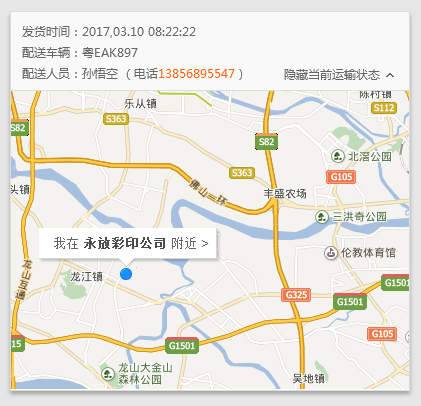 发货时间：2017,03.10 08:22:22
配送车辆：粤EAK897
配送人员：孙悟空（电话13856895547）
隐藏当前运输状态
陈村镇
乐从镇
S112
S363
S82
S82
北滘公园
S363
G105
头镇
佛山一环
丰盛农场
三洪奇公园
我在 永放彩印公司 附近 >
伦教体育馆
龙山互通
龙江镇
G1501
G325
G1501
G105
G1501
15
龙山大金山
森林公园
吴地镇